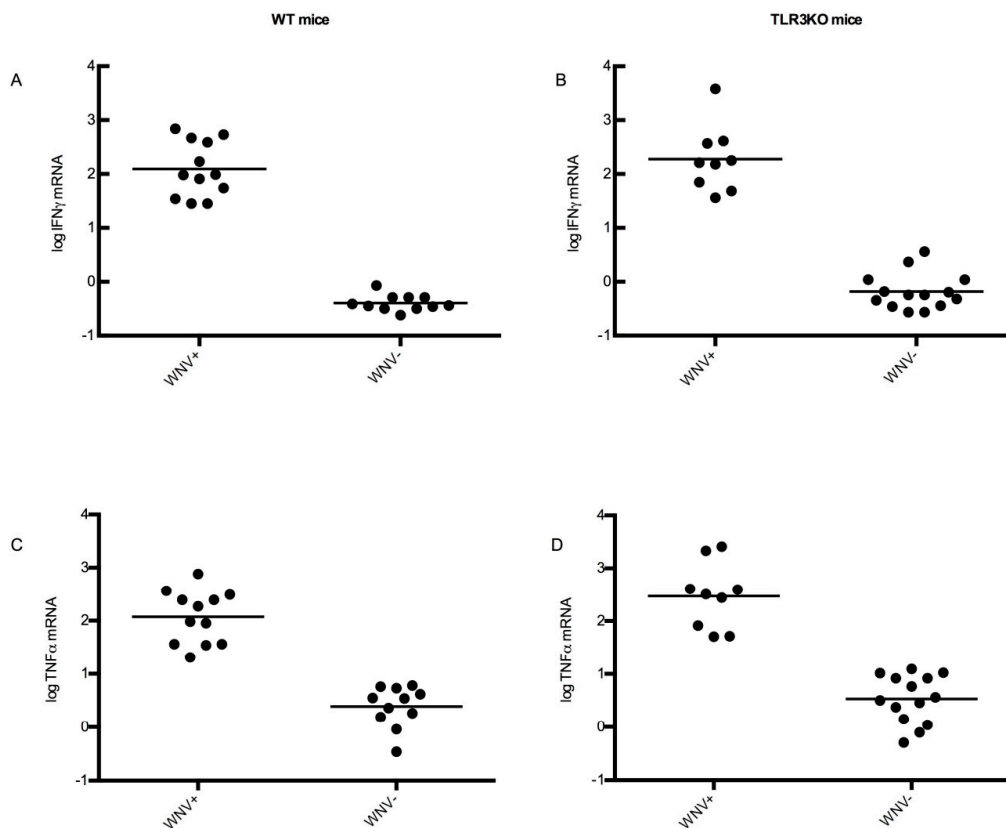 WT mice
TLR3KO mice
A
4
3
2
1
0
-1
log IFNγ mRNA
WNV+
WNV-
B
4
3
2
1
0
-1
log IFNγ mRNA
WNV+
WNV-
C
4
3
2
1
0
-1
log TNFα mRNA
WNV+
WNV-
D
4
3
2
1
0
-1
log TNFα mRNA
WNV+
WNV-